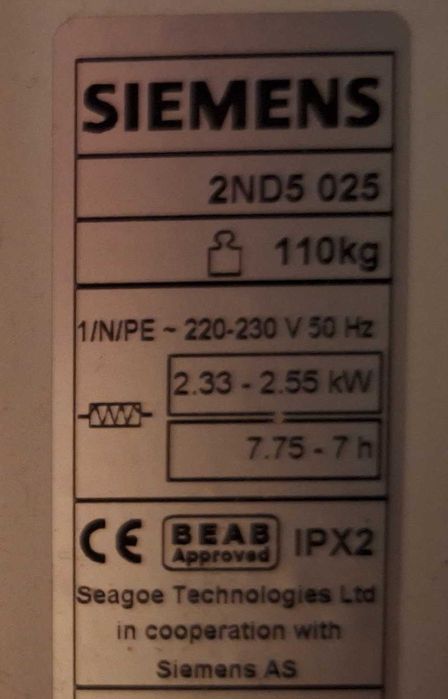 SIEMENS
2ND5 025
110kg
1/N/PE ~ 220-230 V 50 Hz
2.33 - 2.55 kW
7.75 - 7 h
CE BEAB Approved IPX2
Seagoe Technologies Ltd
in cooperation with
Siemens AS